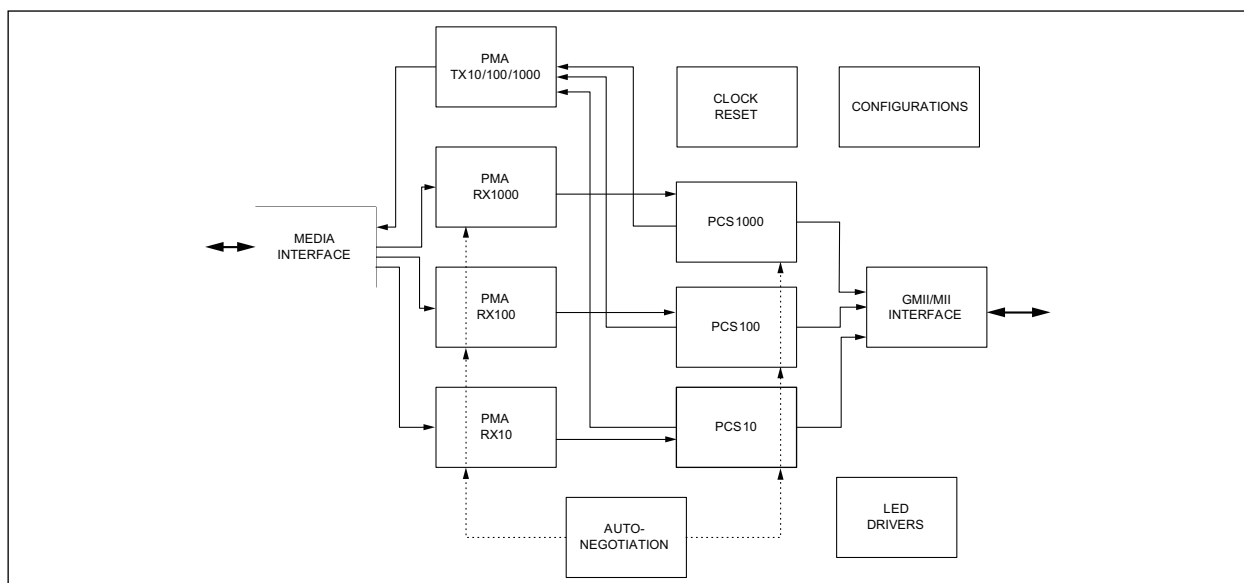 PMA
TX10/100/1000
CLOCK
RESET
CONFIGURATIONS
PMA
RX1000
PCS1000
MEDIA
INTERFACE
PMA
RX100
PCS100
GMII/MII
INTERFACE
PMA
RX10
PCS10
AUTO-
NEGOTIATION
LED
DRIVERS